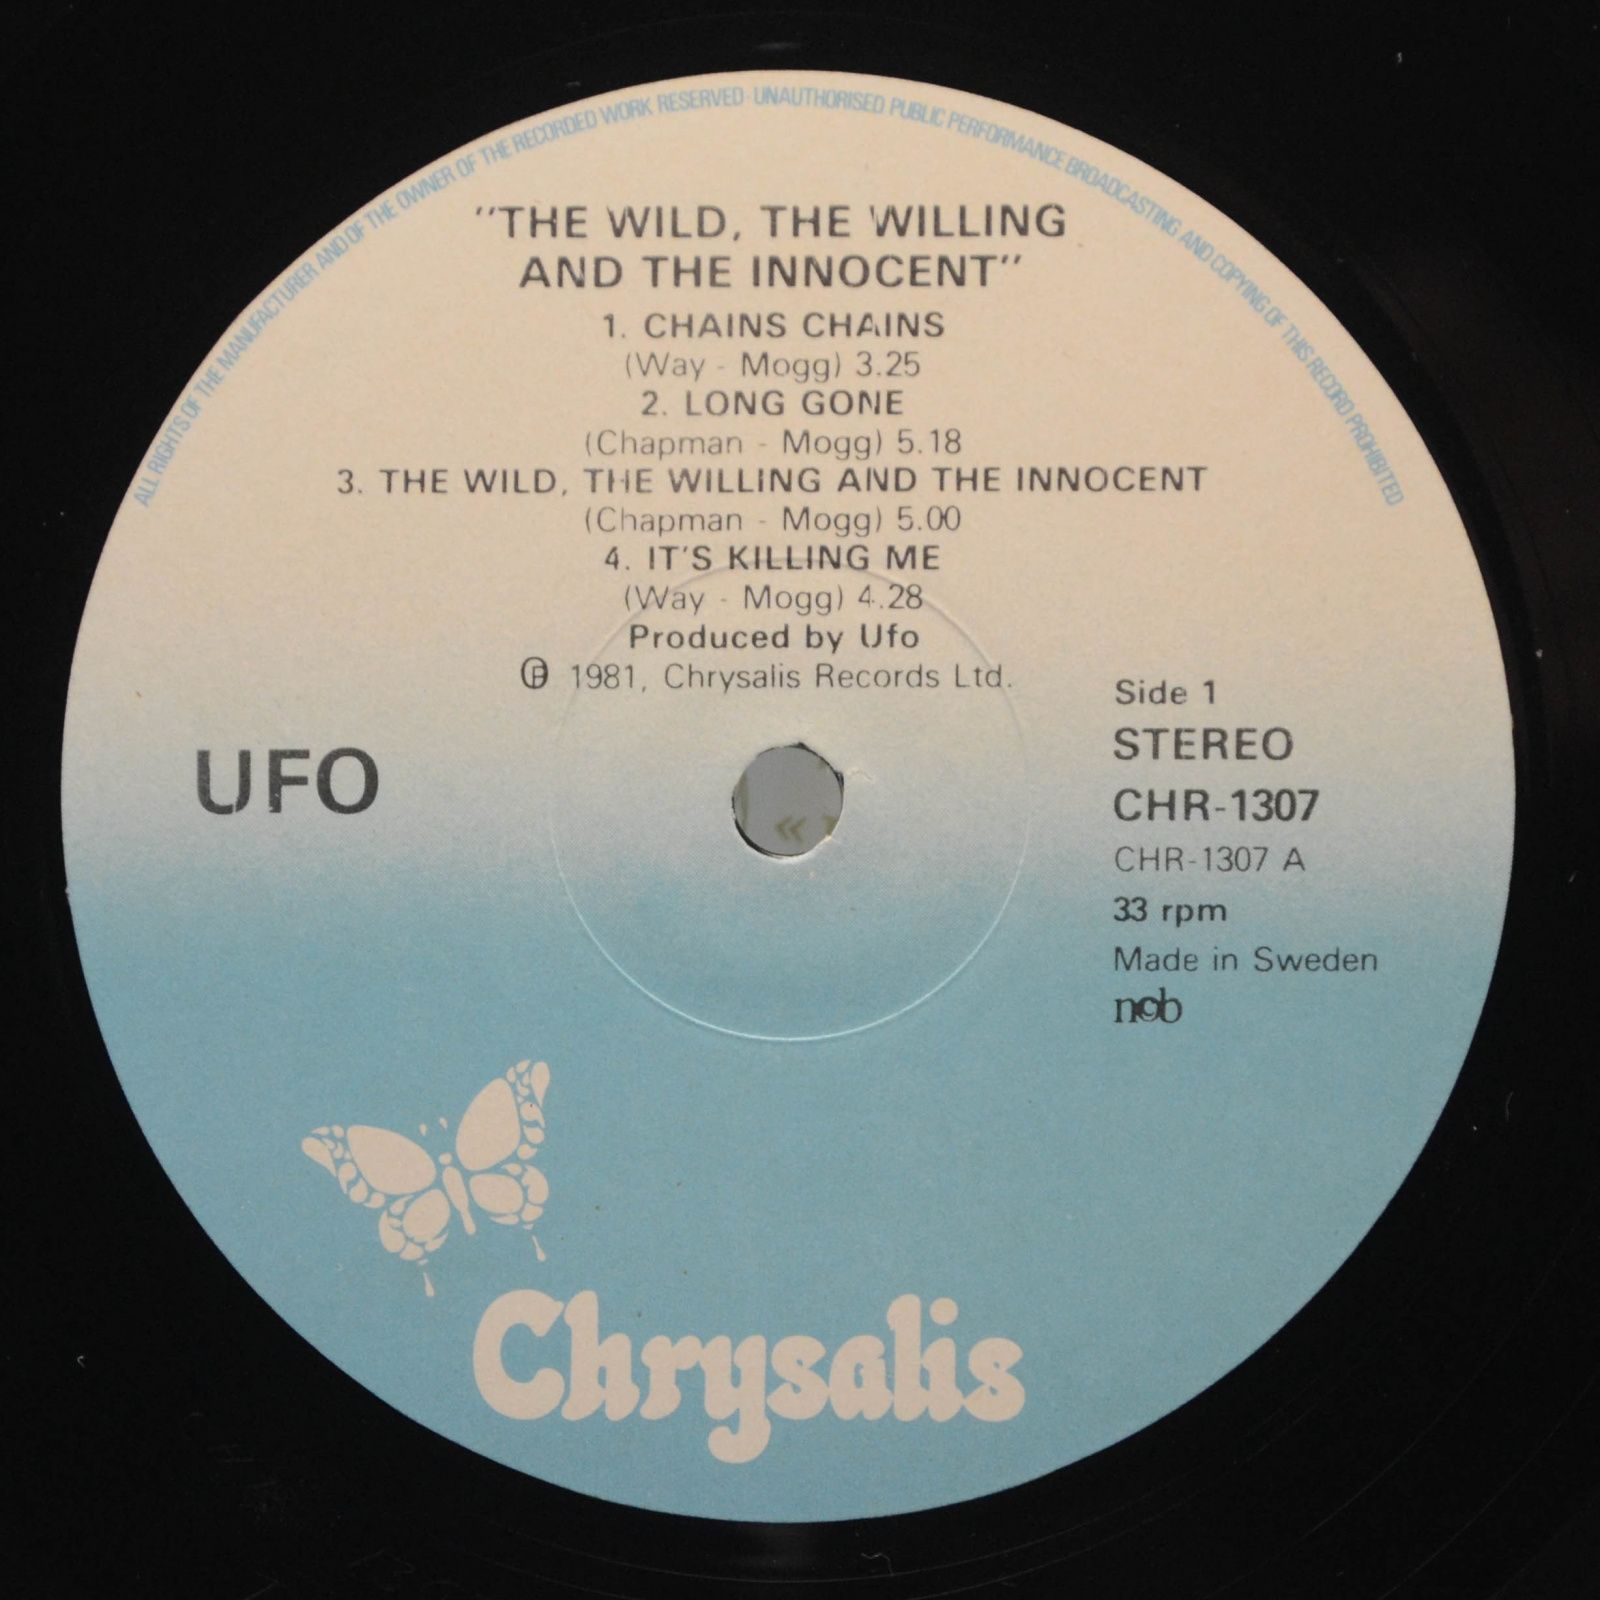 ALL RIGHTS OF THE MANUFACTURER AND OF THE OWNER OF THE RECORDED WORK RESERVED · UNAUTHORISED PUBLIC PERFORMANCE BROADCASTING AND COPYING OF THIS RECORD PROHIBITED
"THE WILD, THE WILLING
AND THE INNOCENT"
1. CHAINS CHAINS
(Way - Mogg) 3.25
2. LONG GONE
(Chapman - Mogg) 5.18
3. THE WILD, THE WILLING AND THE INNOCENT
(Chapman - Mogg) 5.00
4. IT'S KILLING ME
(Way - Mogg) 4.28
Produced by Ufo
℗ 1981, Chrysalis Records Ltd.
UFO
Side 1
STEREO
CHR-1307
CHR-1307 A
33 rpm
Made in Sweden
ncb
Chrysalis